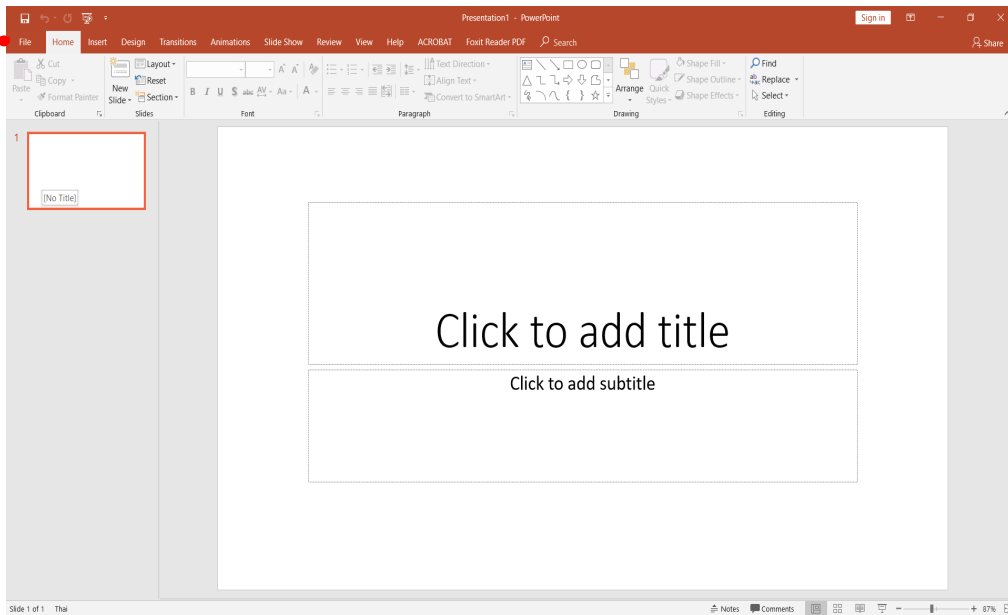 Presentation1 - PowerPoint
Sign in
File Home Insert Design Transitions Animations Slide Show Review View Help ACROBAT Foxit Reader PDF Search
Share
Paste
Cut
Copy
Format Painter
Clipboard
New Slide
Layout
Reset
Section
Slides
B I U S abc AV Aa A
Font
Text Direction
Align Text
Convert to SmartArt
Paragraph
Arrange
Quick Styles
Shape Fill
Shape Outline
Shape Effects
Drawing
Find
Replace
Select
Editing
1
[No Title]
Click to add title
Click to add subtitle
Slide 1 of 1 Thai
Notes Comments
87%